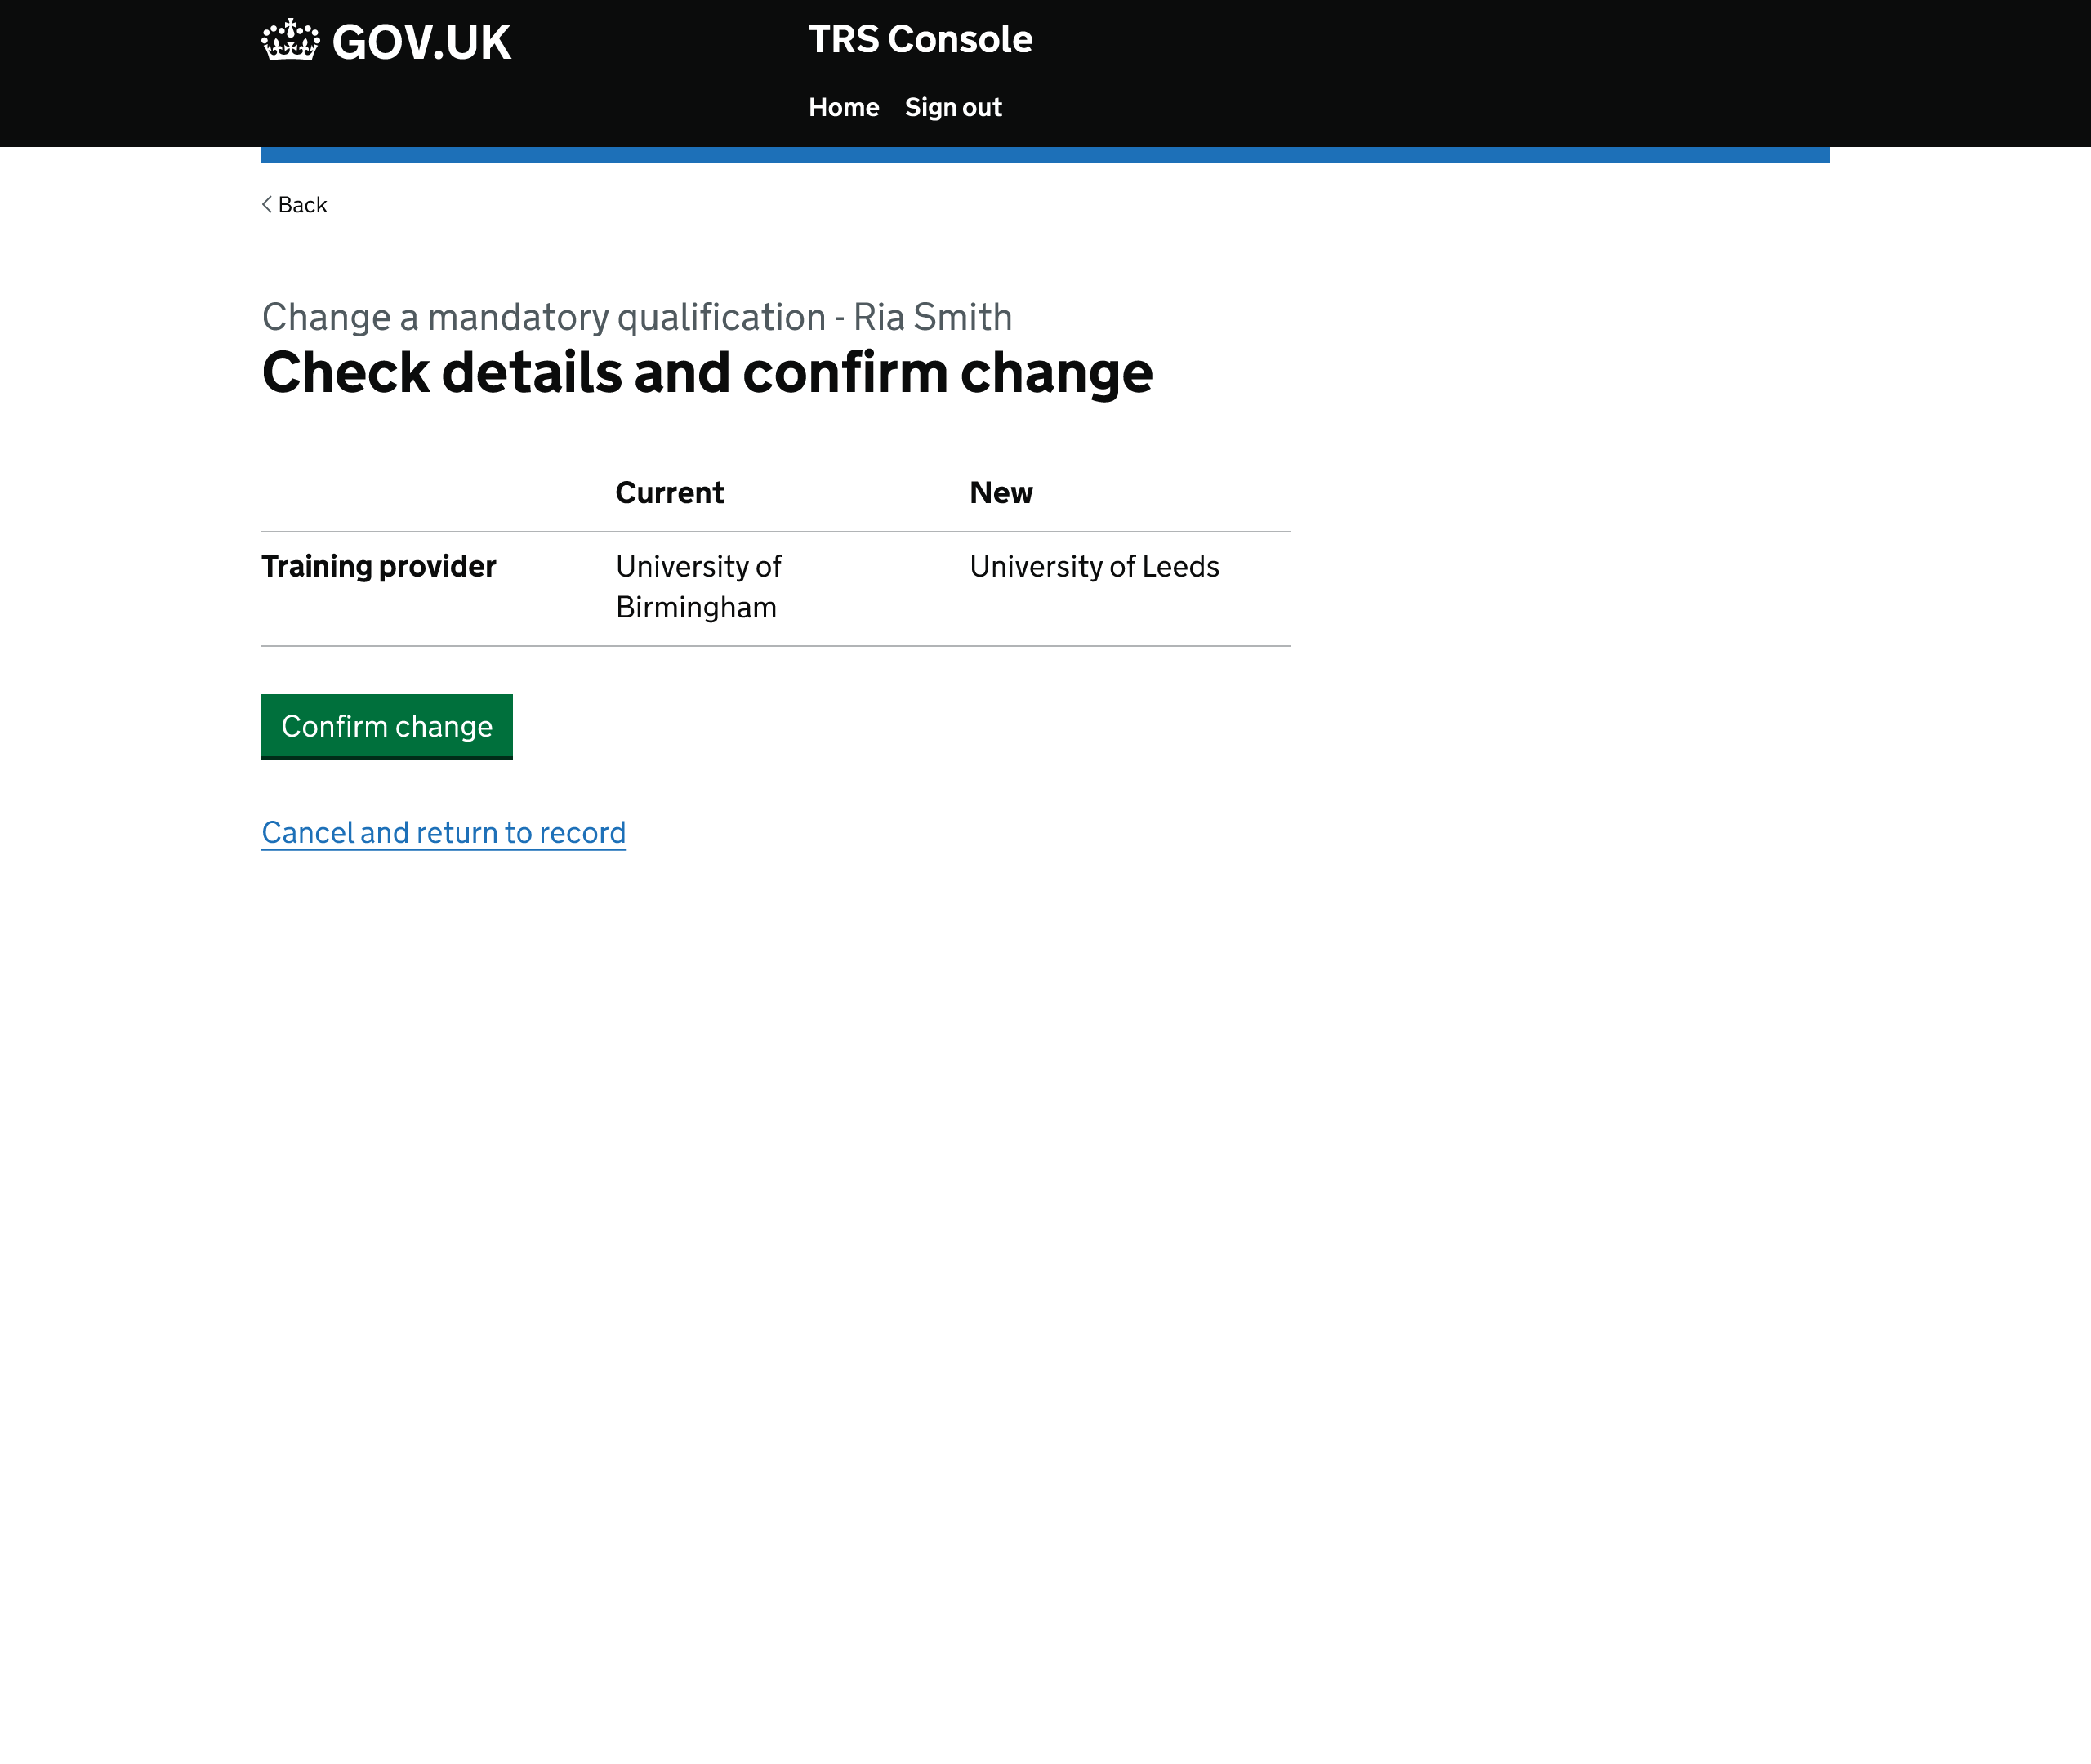 GOV.UK
TRS Console
Home Sign out
Back
Change a mandatory qualification - Ria Smith
Check details and confirm change
Current New
Training provider University of University of Leeds
Birmingham
Confirm change
Cancel and return to record